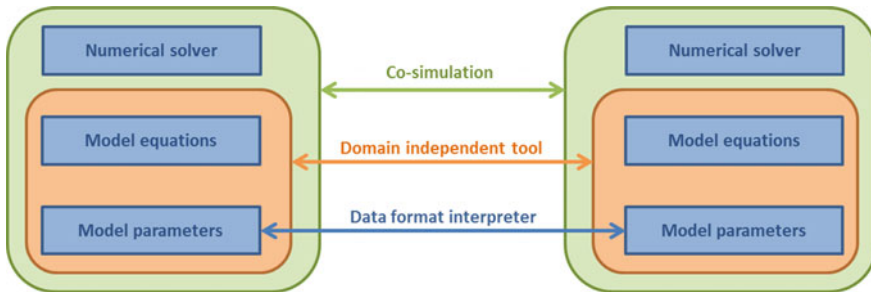 Numerical solver
Numerical solver
Co-simulation
Model equations
Domain independent tool
Model equations
Model parameters
Data format interpreter
Model parameters